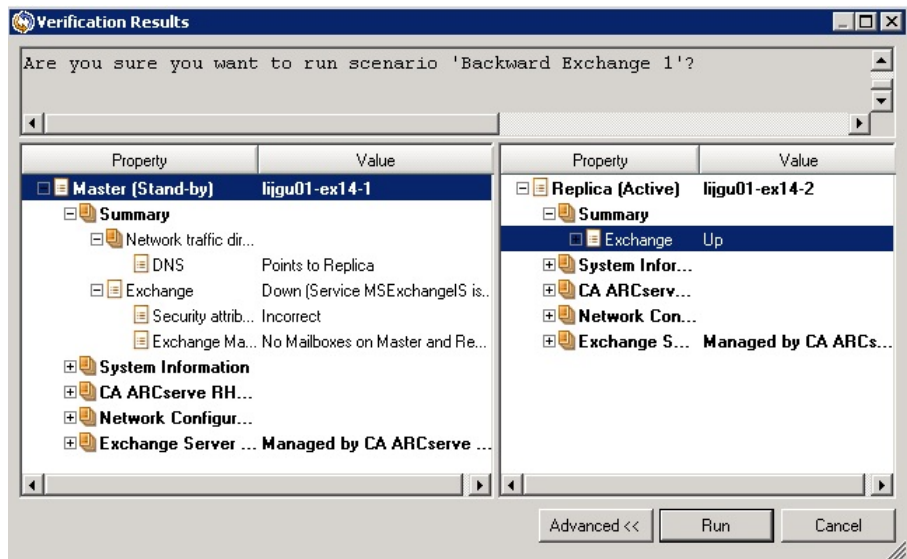 Verification Results
Are you sure you want to run scenario 'Backward Exchange 1'?
Property Value
Master (Stand-by) lijgu01-ex14-1
Summary
Network traffic dir...
DNS Points to Replica
Exchange Down (Service MSExchangeIS is..
Security attrib... Incorrect
Exchange Ma... No Mailboxes on Master and Re...
System Information
CA ARCserve RH...
Network Configur...
Exchange Server ... Managed by CA ARCserve ...
Property Value
Replica (Active) lijgu01-ex14-2
Summary
Exchange Up
System Infor...
CA ARCserv...
Network Con...
Exchange S... Managed by CA ARCs...
Advanced << Run Cancel